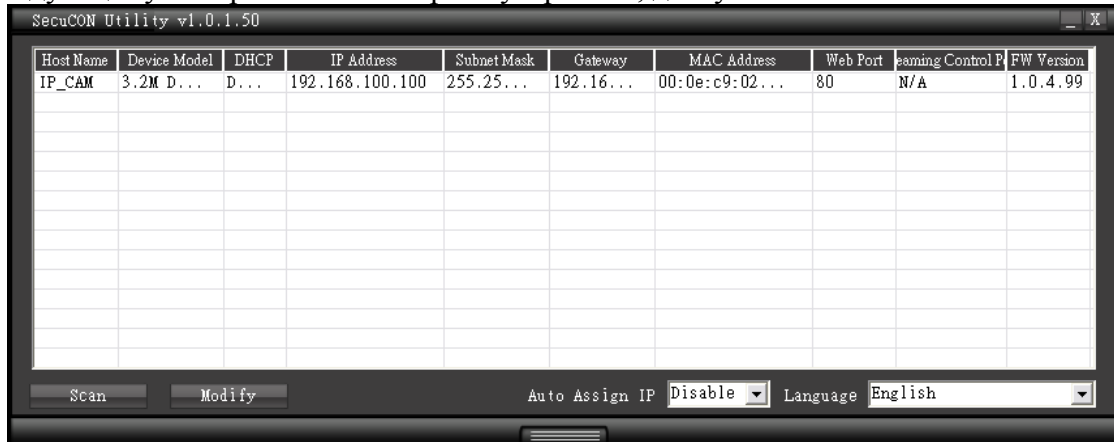 SecuCON Utility v1.0.1.50 _ X
Host Name Device Model DHCP IP Address Subnet Mask Gateway MAC Address Web Port eaming Control P FW Version
IP_CAM 3.2M D... D... 192.168.100.100 255.25... 192.16... 00:0e:c9:02... 80 N/A 1.0.4.99
Scan Modify Auto Assign IP Disable Language English